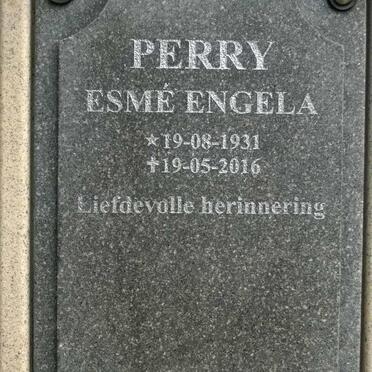 PERRY
ESMÉ ENGELA
★19-08-1931
✝19-05-2016
Liefdevolle herinnering